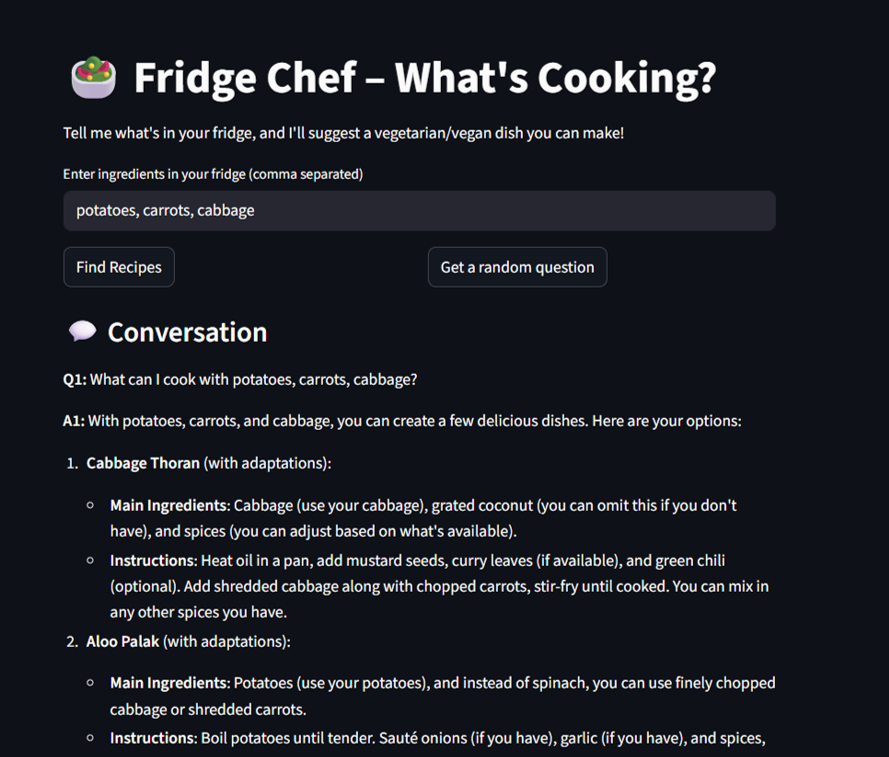 Fridge Chef – What's Cooking?
Tell me what's in your fridge, and I'll suggest a vegetarian/vegan dish you can make!
Enter ingredients in your fridge (comma separated)
potatoes, carrots, cabbage
Find Recipes
Get a random question
Conversation
Q1: What can I cook with potatoes, carrots, cabbage?
A1: With potatoes, carrots, and cabbage, you can create a few delicious dishes. Here are your options:
1. Cabbage Thoran (with adaptations):
Main Ingredients: Cabbage (use your cabbage), grated coconut (you can omit this if you don't
have), and spices (you can adjust based on what's available).
Instructions: Heat oil in a pan, add mustard seeds, curry leaves (if available), and green chili
(optional). Add shredded cabbage along with chopped carrots, stir-fry until cooked. You can mix in
any other spices you have.
2. Aloo Palak (with adaptations):
Main Ingredients: Potatoes (use your potatoes), and instead of spinach, you can use finely chopped
cabbage or shredded carrots.
Instructions: Boil potatoes until tender. Sauté onions (if you have), garlic (if you have), and spices,